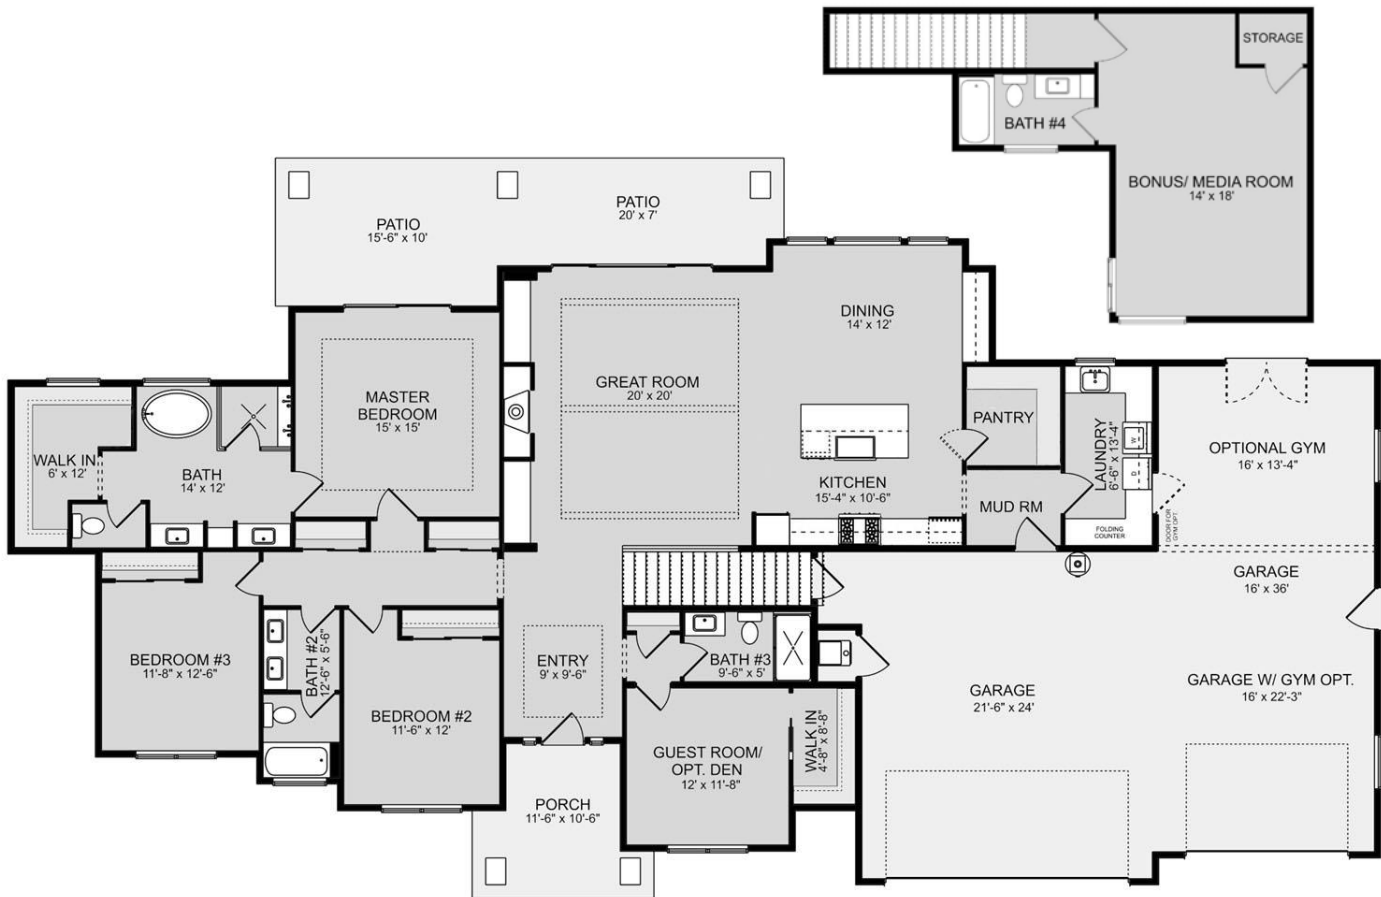 STORAGE
BATH #4
BONUS/ MEDIA ROOM
14' x 18'
PATIO
20' x 7'
PATIO
15'-6" x 10'
DINING
14' x 12'
GREAT ROOM
20' x 20'
MASTER
BEDROOM
15' x 15'
PANTRY
LAUNDRY
6'-6" x 13'-4"
W
D
OPTIONAL GYM
16' x 13'-4"
WALK IN
6' x 12'
BATH
14' x 12'
KITCHEN
15'-4" x 10'-6"
MUD RM
FOLDING
COUNTER
DOOR FOR
GYM OPT.
GARAGE
16' x 36'
BEDROOM #3
11'-8" x 12'-6"
BATH #2
12'-6" x 5'-6"
ENTRY
9' x 9'-6"
BATH #3
9'-6" x 5'
GARAGE
21'-6" x 24'
GARAGE W/ GYM OPT.
16' x 22'-3"
BEDROOM #2
11'-6" x 12'
GUEST ROOM/
OPT. DEN
12' x 11'-8"
WALK IN
4'-8" x 8'-8"
PORCH
11'-6" x 10'-6"